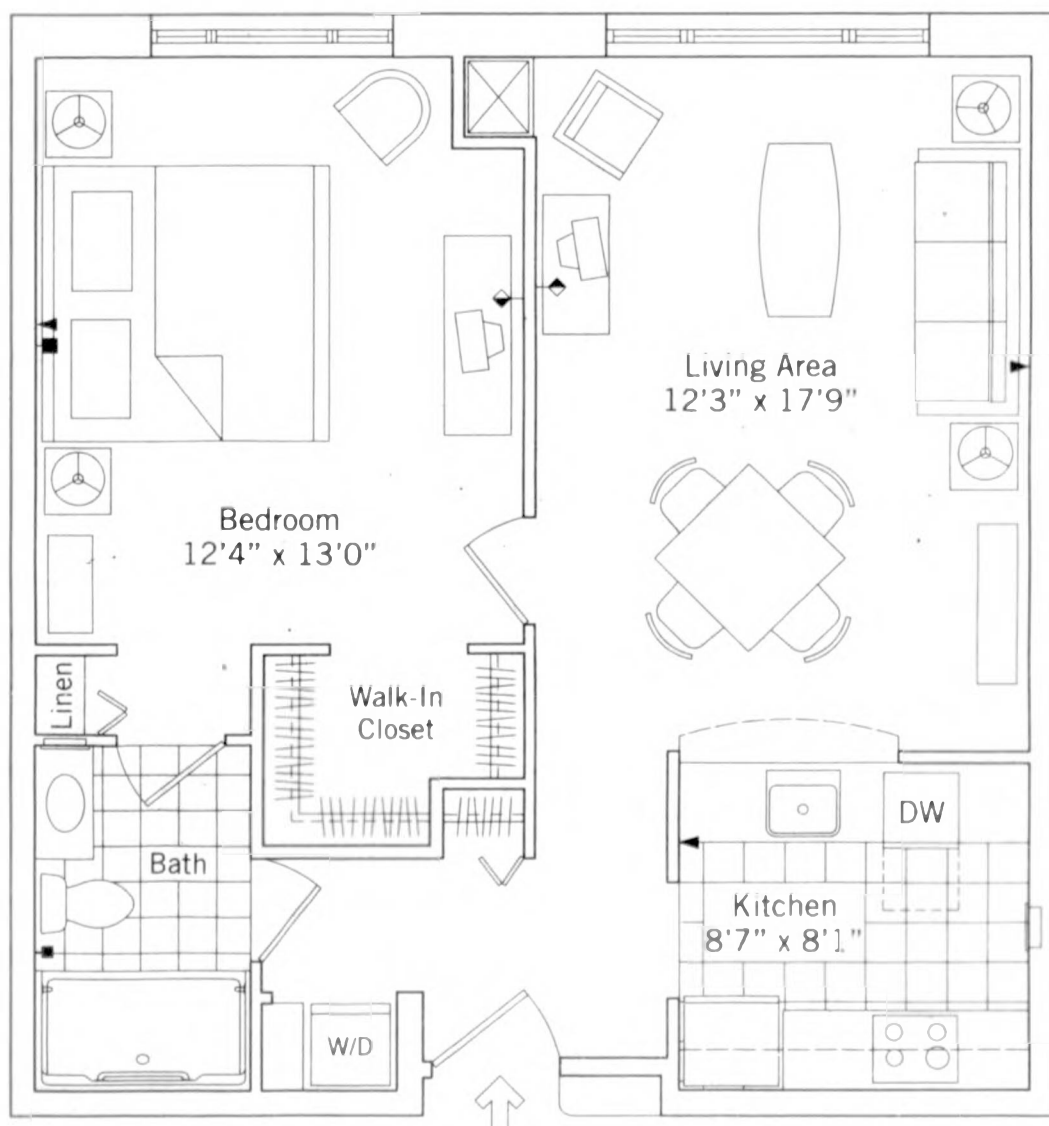 Living Area
12'3" x 17'9"
Bedroom
12'4" x 13'0"
Linen
Walk-In
Closet
DW
Bath
Kitchen
8'7" x 8'1"
W/D